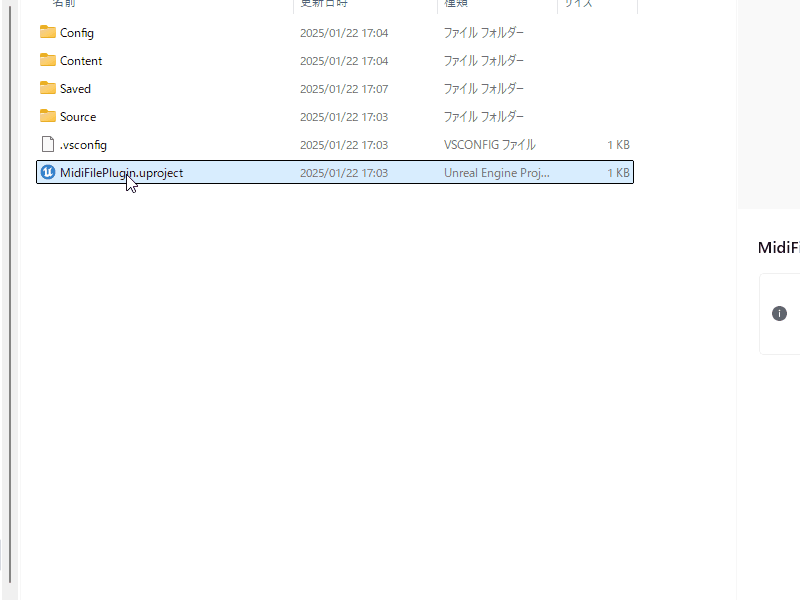 名前 更新日時 種類 サイズ
Config 2025/01/22 17:04 ファイル フォルダー
Content 2025/01/22 17:04 ファイル フォルダー
Saved 2025/01/22 17:07 ファイル フォルダー
Source 2025/01/22 17:03 ファイル フォルダー
.vsconfig 2025/01/22 17:03 VSCONFIG ファイル 1 KB
MidiFilePlugin.uproject 2025/01/22 17:03 Unreal Engine Proj... 1 KB
MidiFi